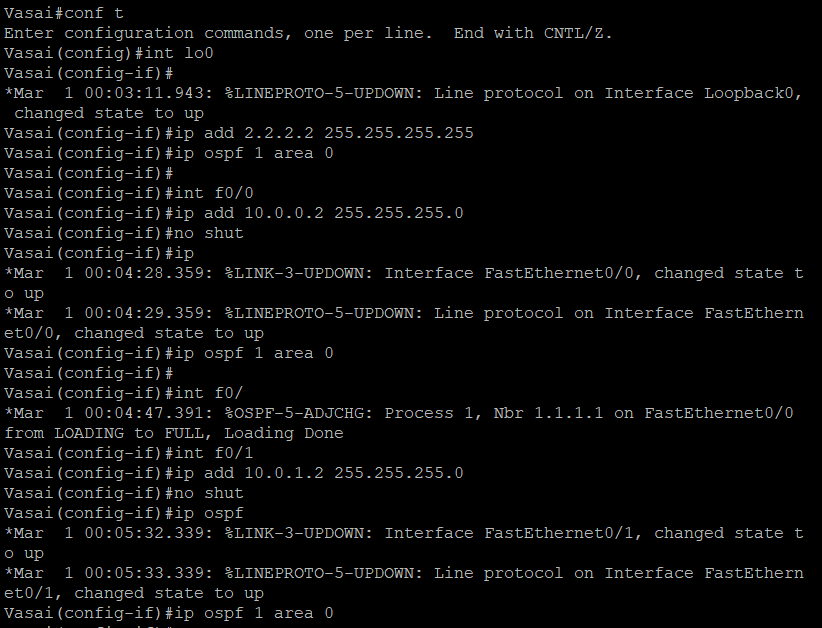 Vasai#conf t
Enter configuration commands, one per line.  End with CNTL/Z.
Vasai(config)#int lo0
Vasai(config-if)#
*Mar  1 00:03:11.943: %LINEPROTO-5-UPDOWN: Line protocol on Interface Loopback0,
 changed state to up
Vasai(config-if)#ip add 2.2.2.2 255.255.255.255
Vasai(config-if)#ip ospf 1 area 0
Vasai(config-if)#
Vasai(config-if)#int f0/0
Vasai(config-if)#ip add 10.0.0.2 255.255.255.0
Vasai(config-if)#no shut
Vasai(config-if)#ip
*Mar  1 00:04:28.359: %LINK-3-UPDOWN: Interface FastEthernet0/0, changed state t
o up
*Mar  1 00:04:29.359: %LINEPROTO-5-UPDOWN: Line protocol on Interface FastEthern
et0/0, changed state to up
Vasai(config-if)#ip ospf 1 area 0
Vasai(config-if)#
Vasai(config-if)#int f0/
*Mar  1 00:04:47.391: %OSPF-5-ADJCHG: Process 1, Nbr 1.1.1.1 on FastEthernet0/0
from LOADING to FULL, Loading Done
Vasai(config-if)#int f0/1
Vasai(config-if)#ip add 10.0.1.2 255.255.255.0
Vasai(config-if)#no shut
Vasai(config-if)#ip ospf
*Mar  1 00:05:32.339: %LINK-3-UPDOWN: Interface FastEthernet0/1, changed state t
o up
*Mar  1 00:05:33.339: %LINEPROTO-5-UPDOWN: Line protocol on Interface FastEthern
et0/1, changed state to up
Vasai(config-if)#ip ospf 1 area 0